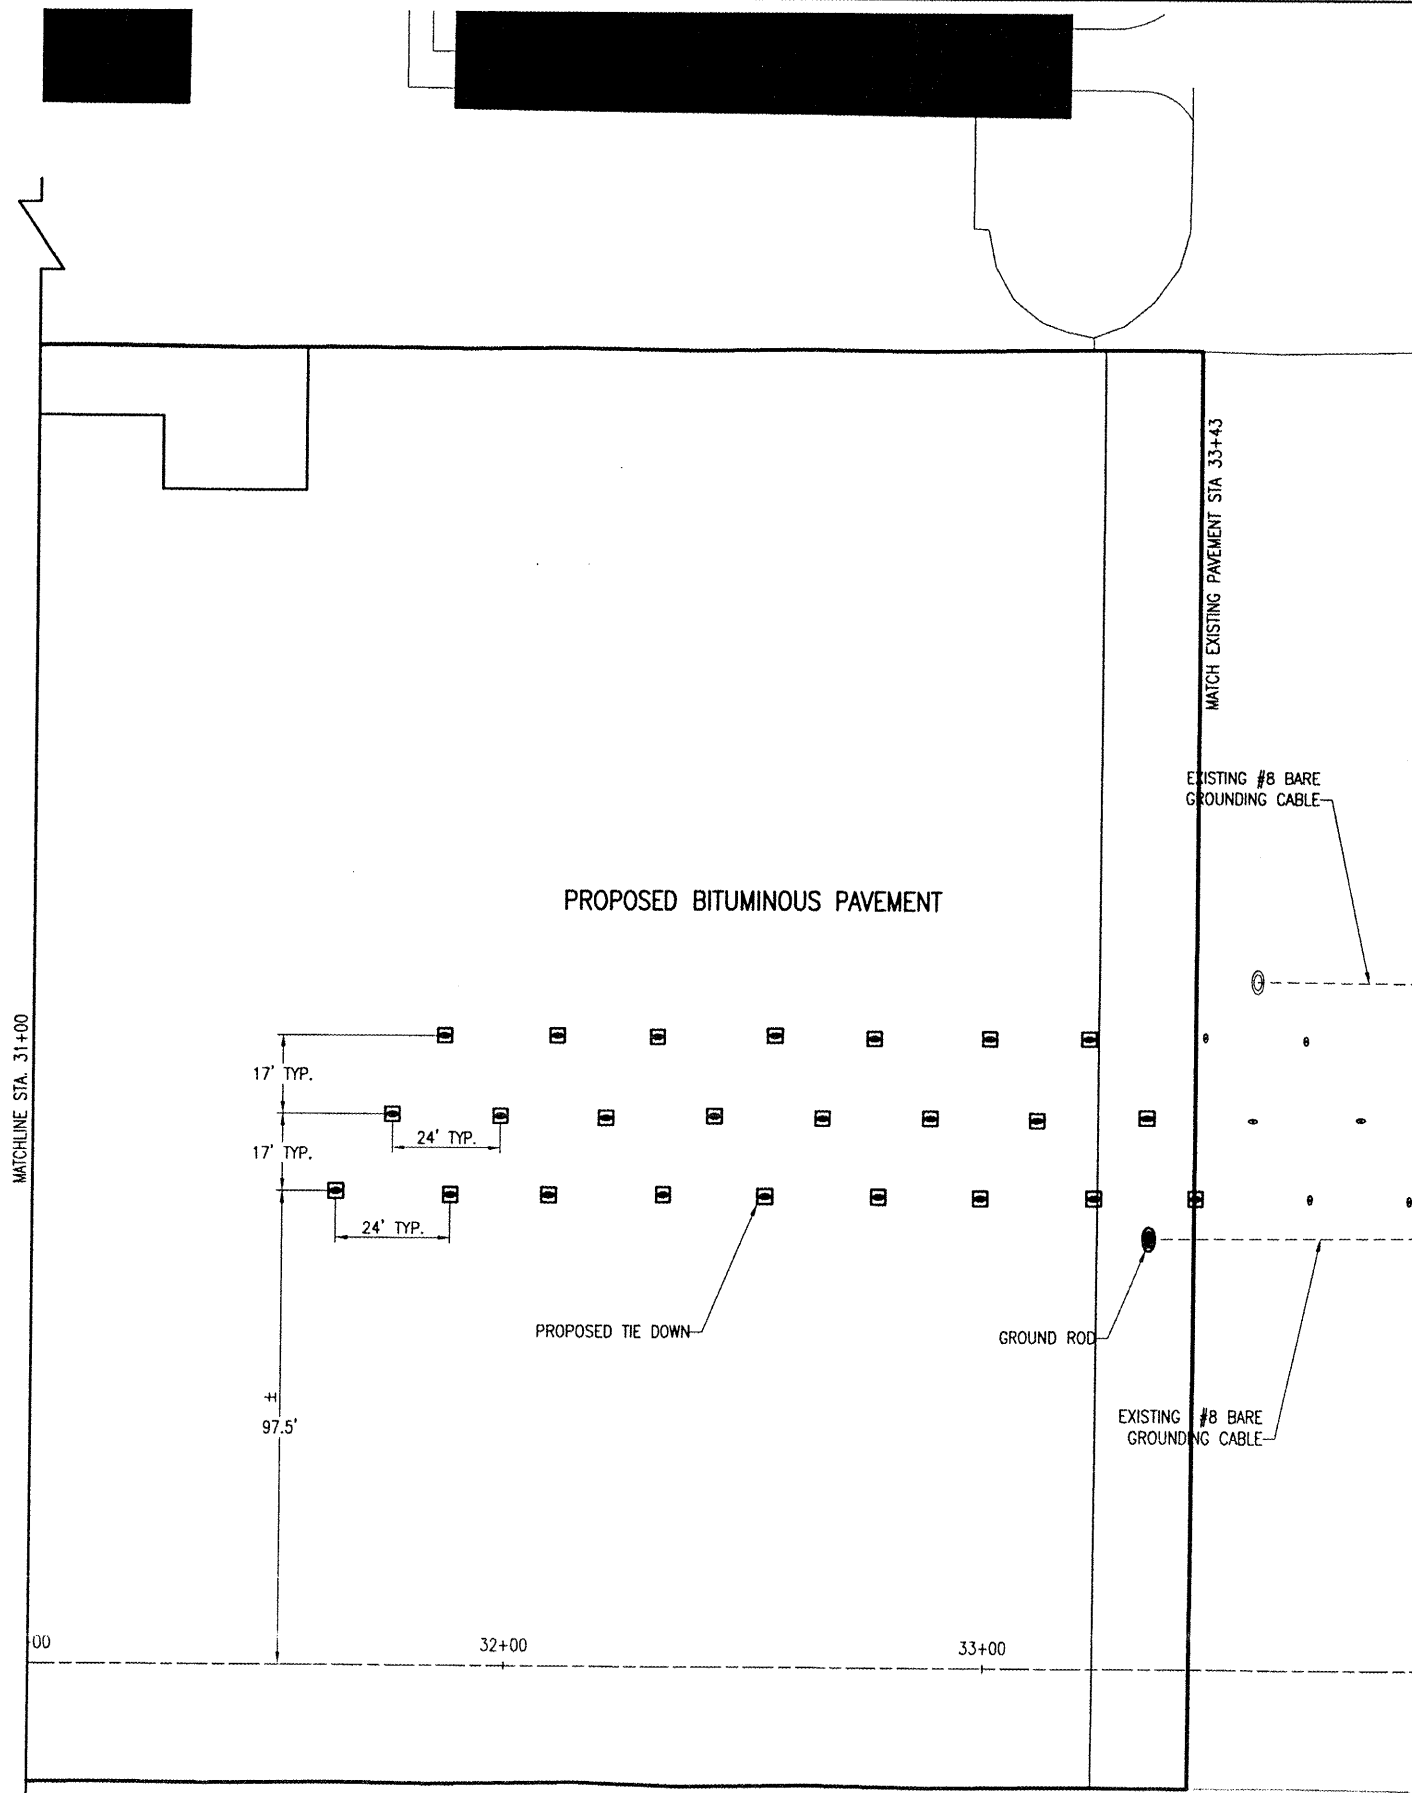 MATCH EXISTING PAVEMENT STA 33+43
EXISTING #8 BARE
GROUNDING CABLE
PROPOSED BITUMINOUS PAVEMENT
MATCHLINE STA. 31+00
17' TYP.
24' TYP.
17' TYP.
24' TYP.
PROPOSED TIE DOWN
GROUND ROD
±
97.5'
EXISTING #8 BARE
GROUNDING CABLE
00
32+00
33+00